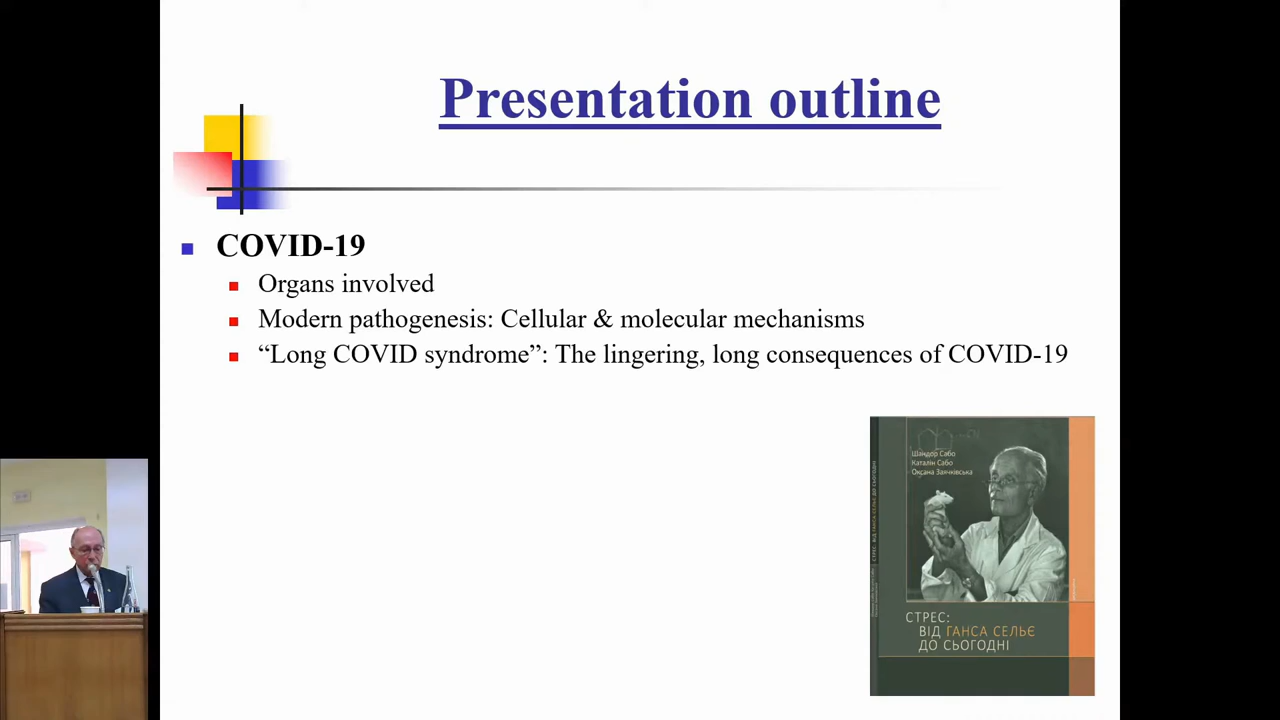 Presentation outline
COVID-19
Organs involved
Modern pathogenesis: Cellular & molecular mechanisms
“Long COVID syndrome”: The lingering, long consequences of COVID-19
Шандор Сабо
Каталін Сабо
Оксана Заячківська
СТРЕС:
ВІД ГАНСА СЕЛЬЄ
ДО СЬОГОДНІ